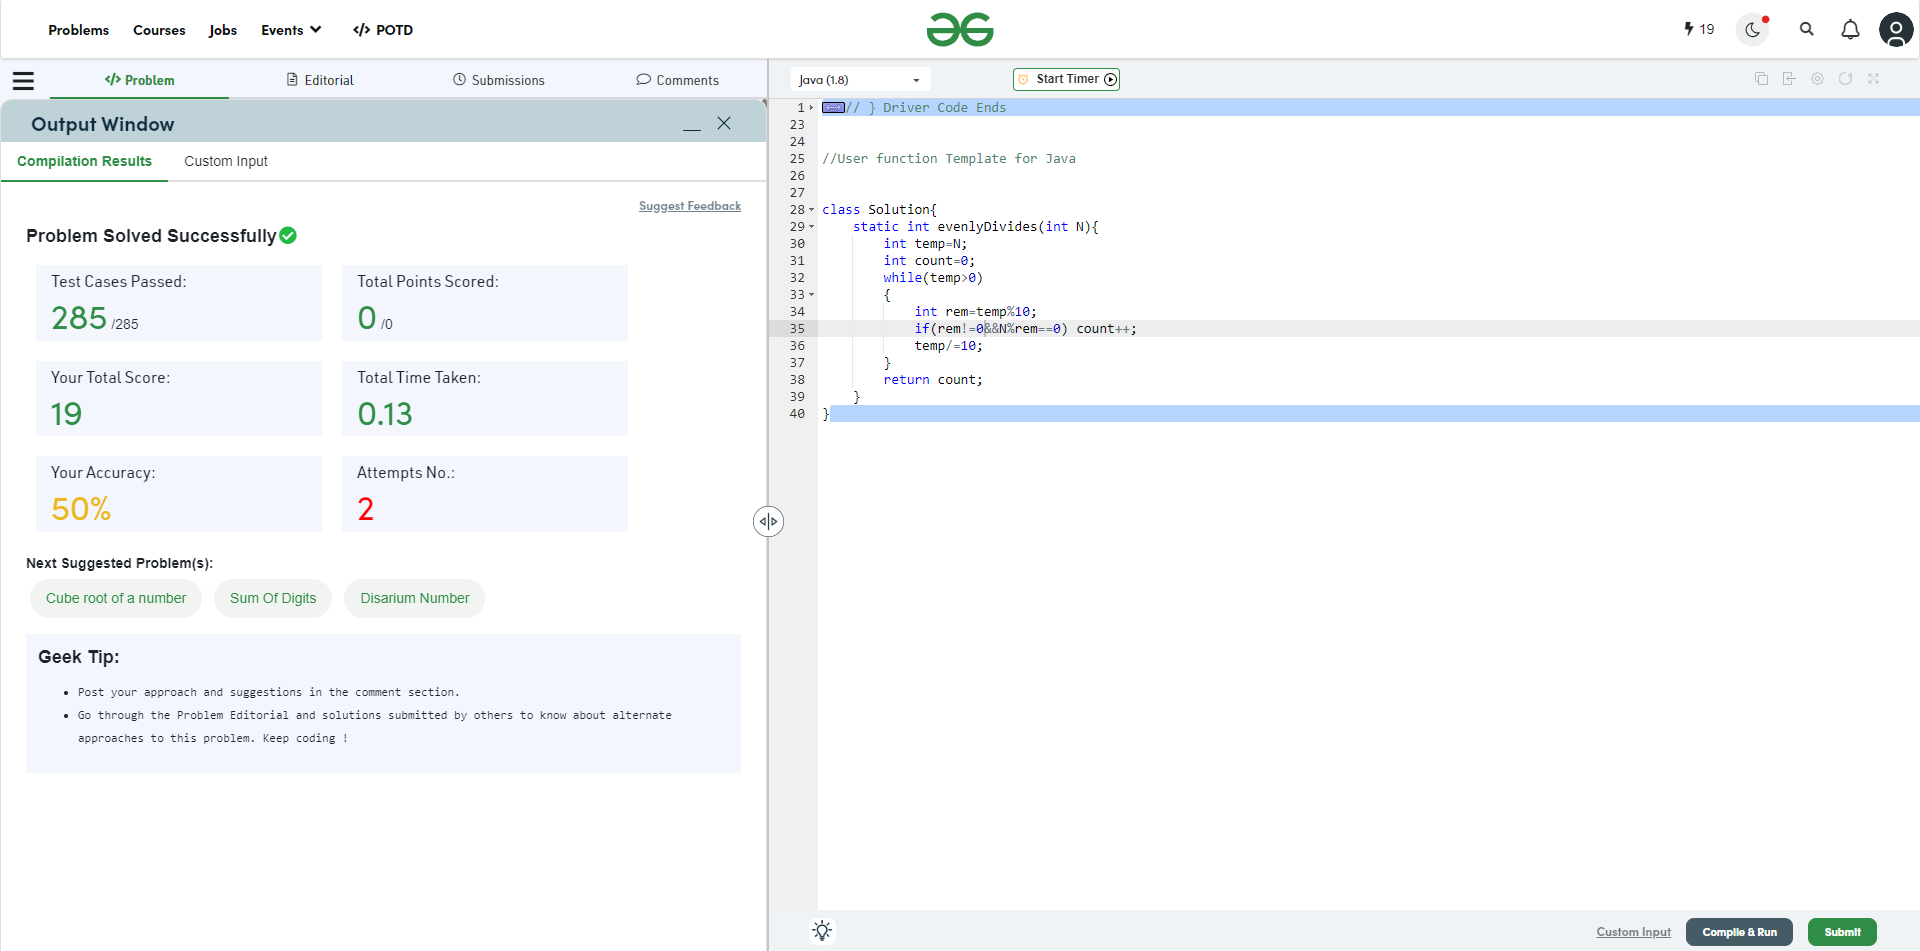 Problems Courses Jobs Events </> POTD
19
</> Problem Editorial Submissions Comments
Output Window
Compilation Results Custom Input
Suggest Feedback
Problem Solved Successfully
Test Cases Passed:
285 /285
Total Points Scored:
0 /0
Your Total Score:
19
Total Time Taken:
0.13
Your Accuracy:
50%
Attempts No.:
2
Next Suggested Problem(s):
Cube root of a number Sum Of Digits Disarium Number
Geek Tip:
• Post your approach and suggestions in the comment section.
• Go through the Problem Editorial and solutions submitted by others to know about alternate
approaches to this problem. Keep coding !
Java (1.8) Start Timer
1 // } Driver Code Ends
23
24
25 //User function Template for Java
26
27
28 class Solution{
29     static int evenlyDivides(int N){
30         int temp=N;
31         int count=0;
32         while(temp>0)
33         {
34             int rem=temp%10;
35             if(rem!=0&&N%rem==0) count++;
36             temp/=10;
37         }
38         return count;
39     }
40 }
Custom Input Compile & Run Submit